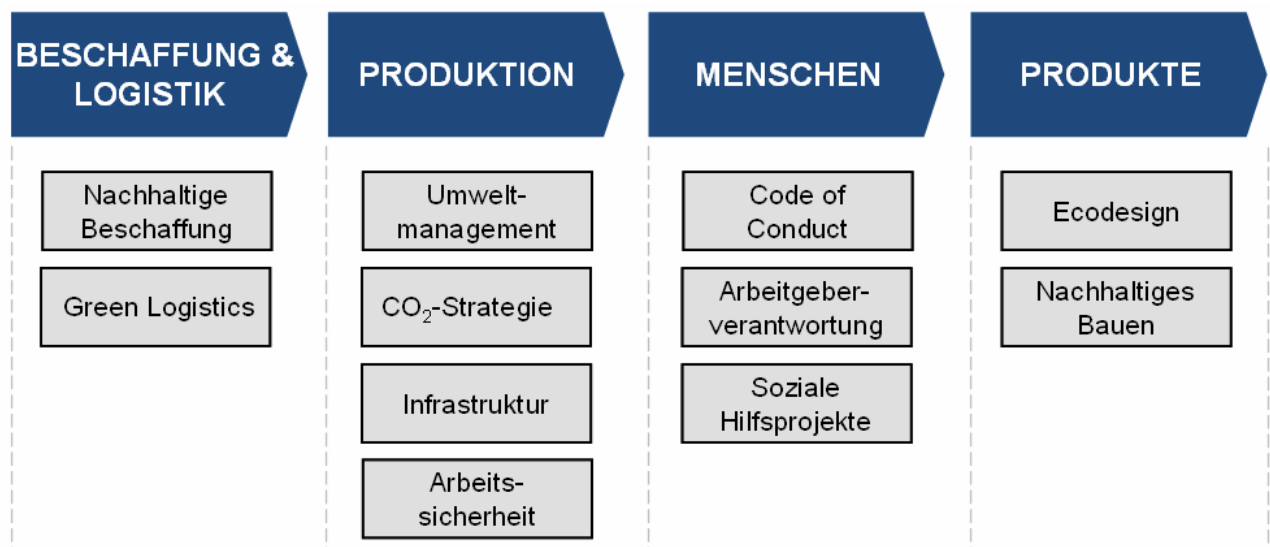 BESCHAFFUNG &
LOGISTIK
PRODUKTION
MENSCHEN
PRODUKTE
Nachhaltige
Beschaffung
Green Logistics
Umwelt-
management
CO₂-Strategie
Infrastruktur
Arbeits-
sicherheit
Code of
Conduct
Arbeitgeber-
verantwortung
Soziale
Hilfsprojekte
Ecodesign
Nachhaltiges
Bauen